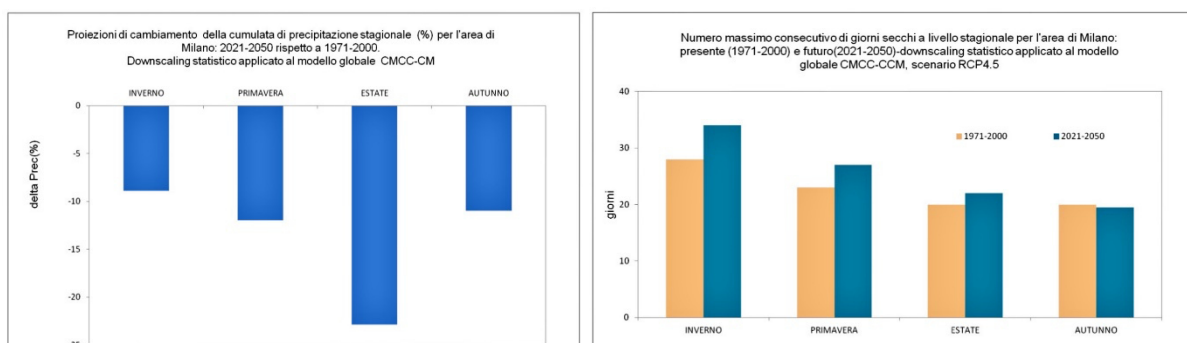 Proiezioni di cambiamento della cumulata di precipitazione stagionale (%) per l'area di
Milano: 2021-2050 rispetto a 1971-2000.
Downscaling statistico applicato al modello globale CMCC-CM
INVERNO PRIMAVERA ESTATE AUTUNNO
0
-5
-10
-15
-20
delta Prec(%)
Numero massimo consecutivo di giorni secchi a livello stagionale per l'area di Milano:
presente (1971-2000) e futuro(2021-2050)-downscaling statistico applicato al modello
globale CMCC-CCM, scenario RCP4.5
40
30
20
10
0
giorni
1971-2000 2021-2050
INVERNO PRIMAVERA ESTATE AUTUNNO